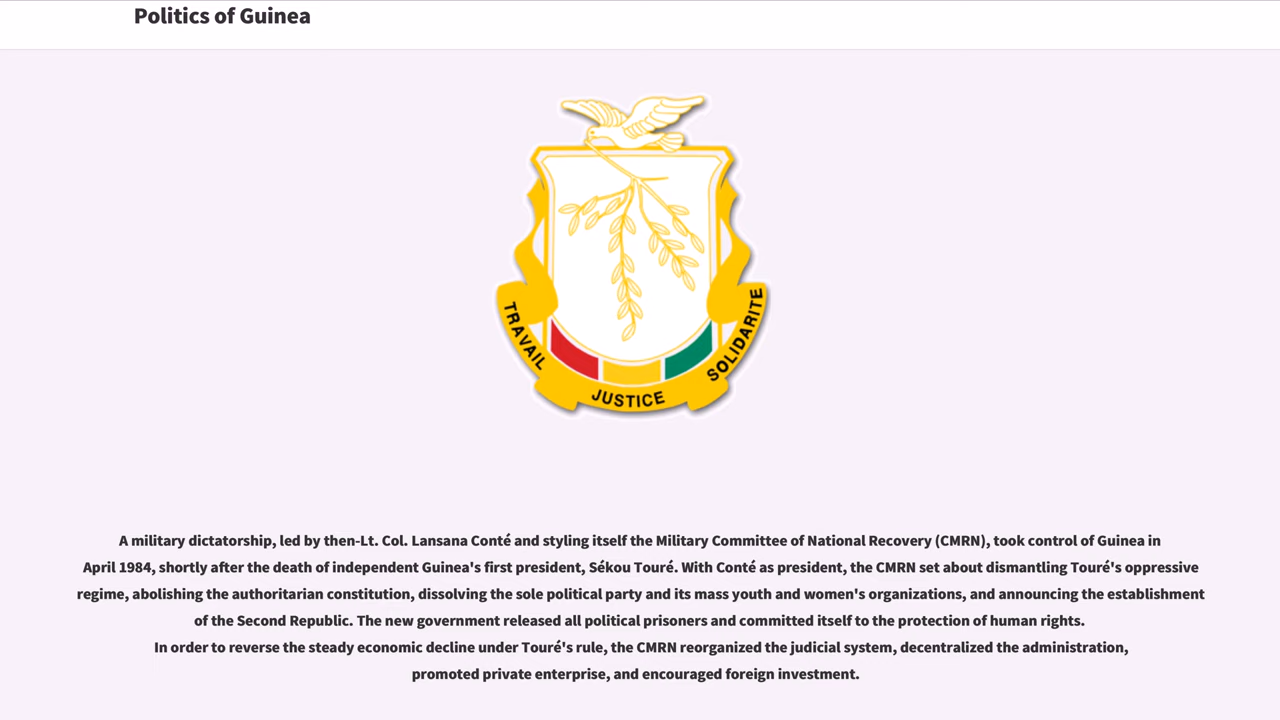 Politics of Guinea
TRAVAIL
JUSTICE
SOLIDARITE
A military dictatorship, led by then-Lt. Col. Lansana Conté and styling itself the Military Committee of National Recovery (CMRN), took control of Guinea in
April 1984, shortly after the death of independent Guinea's first president, Sékou Touré. With Conté as president, the CMRN set about dismantling Touré's oppressive
regime, abolishing the authoritarian constitution, dissolving the sole political party and its mass youth and women's organizations, and announcing the establishment
of the Second Republic. The new government released all political prisoners and committed itself to the protection of human rights.
In order to reverse the steady economic decline under Touré's rule, the CMRN reorganized the judicial system, decentralized the administration,
promoted private enterprise, and encouraged foreign investment.